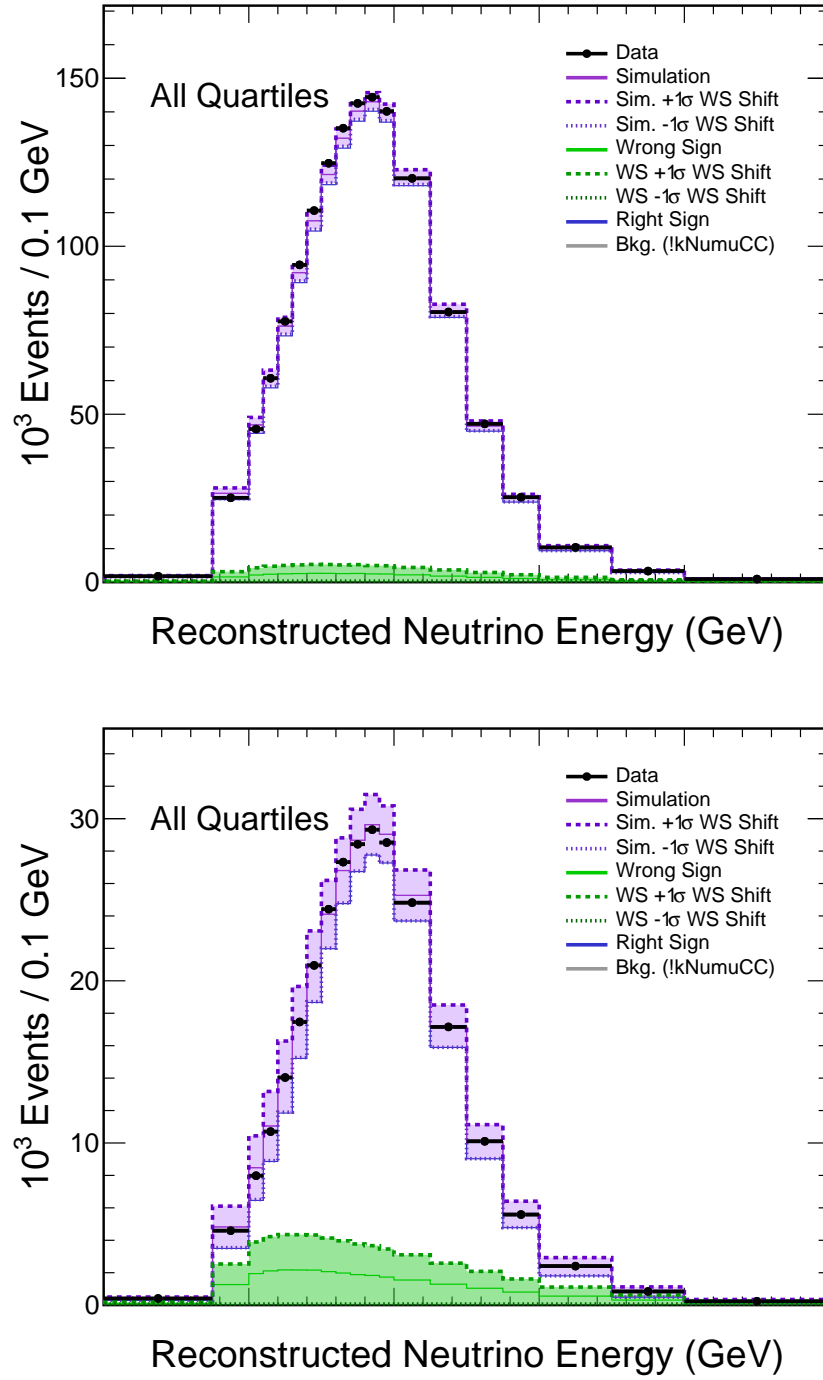 150
100
50
0
10³ Events / 0.1 GeV
All Quartiles
Data
Simulation
Sim. +1σ WS Shift
Sim. -1σ WS Shift
Wrong Sign
WS +1σ WS Shift
WS -1σ WS Shift
Right Sign
Bkg. (!kNumuCC)
Reconstructed Neutrino Energy (GeV)
30
20
10
0
10³ Events / 0.1 GeV
All Quartiles
Data
Simulation
Sim. +1σ WS Shift
Sim. -1σ WS Shift
Wrong Sign
WS +1σ WS Shift
WS -1σ WS Shift
Right Sign
Bkg. (!kNumuCC)
Reconstructed Neutrino Energy (GeV)